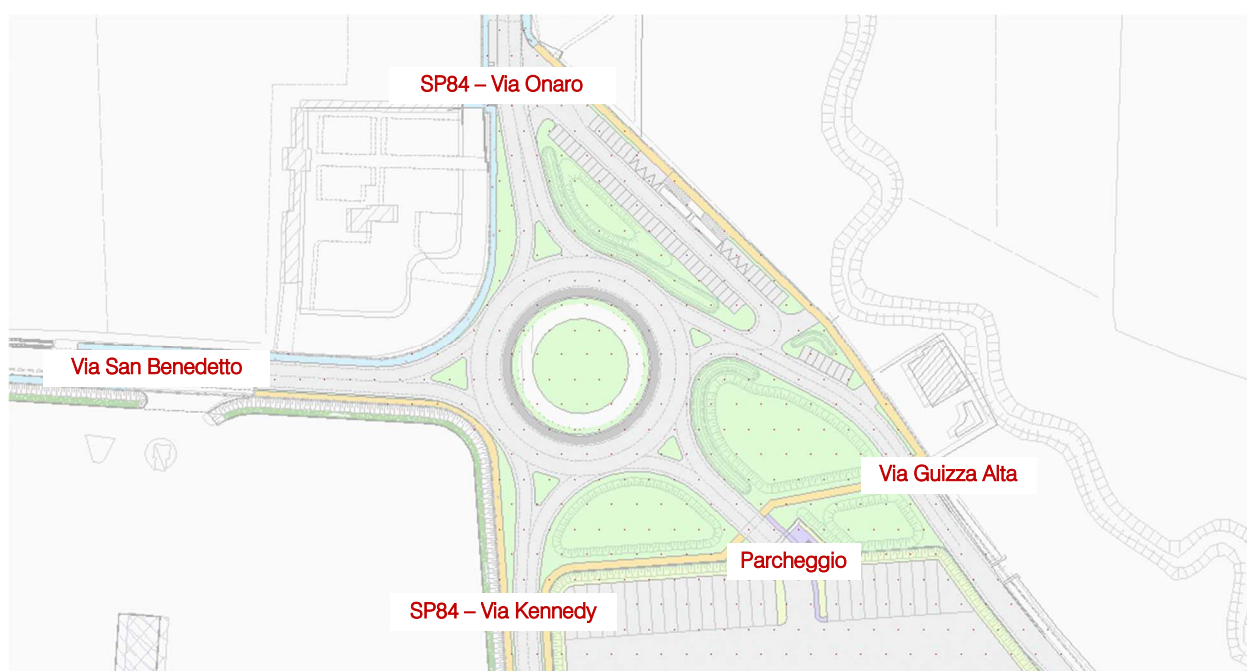 SP84 – Via Onaro
Via San Benedetto
Via Guizza Alta
Parcheggio
SP84 – Via Kennedy